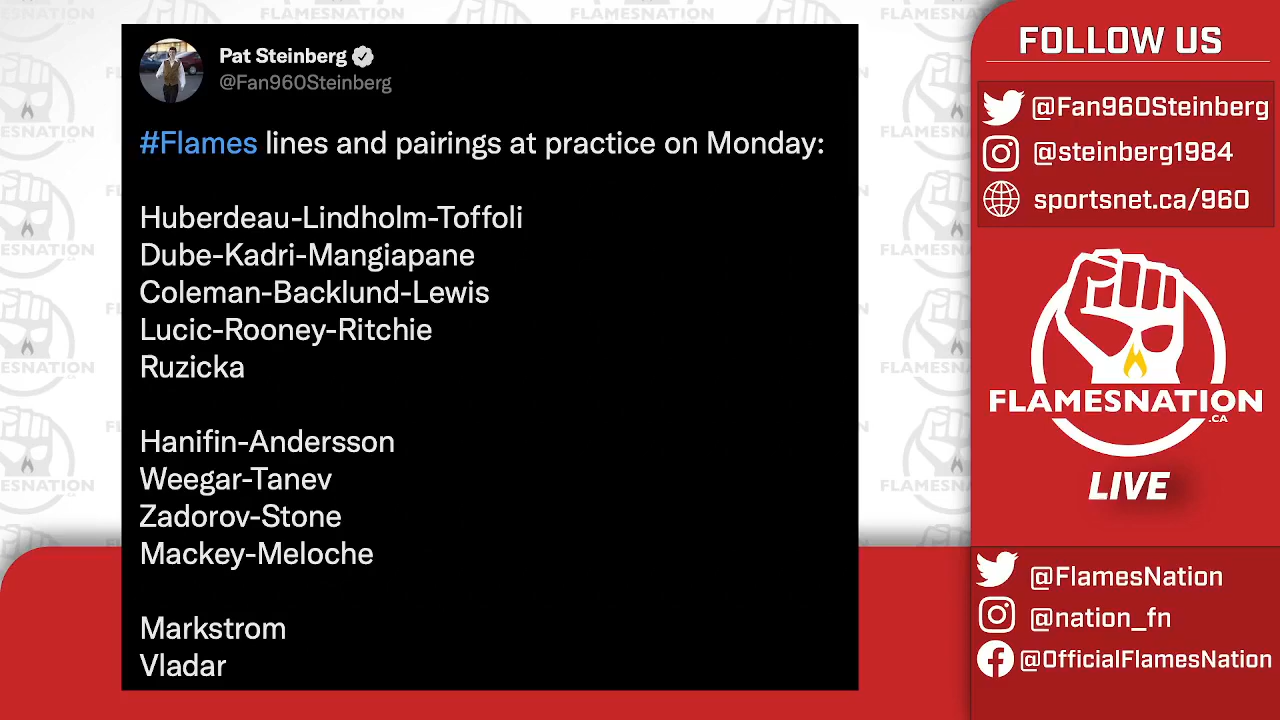 Pat Steinberg
@Fan960Steinberg
#Flames lines and pairings at practice on Monday:
Huberdeau-Lindholm-Toffoli
Dube-Kadri-Mangiapane
Coleman-Backlund-Lewis
Lucic-Rooney-Ritchie
Ruzicka
Hanifin-Andersson
Weegar-Tanev
Zadorov-Stone
Mackey-Meloche
Markstrom
Vladar
FOLLOW US
@Fan960Steinberg
@steinberg1984
sportsnet.ca/960
FLAMESNATION
.CA
LIVE
@FlamesNation
@nation_fn
@OfficialFlamesNation